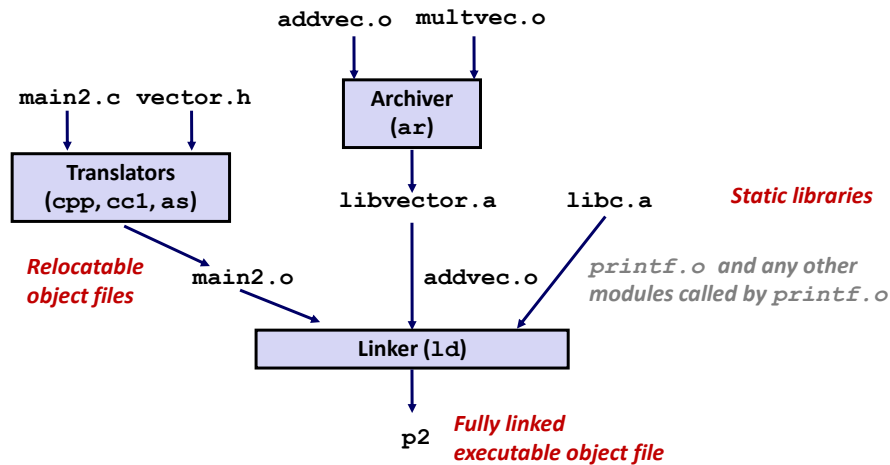 addvec.o multvec.o
main2.c vector.h
Archiver
(ar)
Translators
(cpp, cc1, as)
libvector.a
libc.a
Static libraries
Relocatable
object files
main2.o
addvec.o
printf.o and any other
modules called by printf.o
Linker (ld)
p2
Fully linked
executable object file